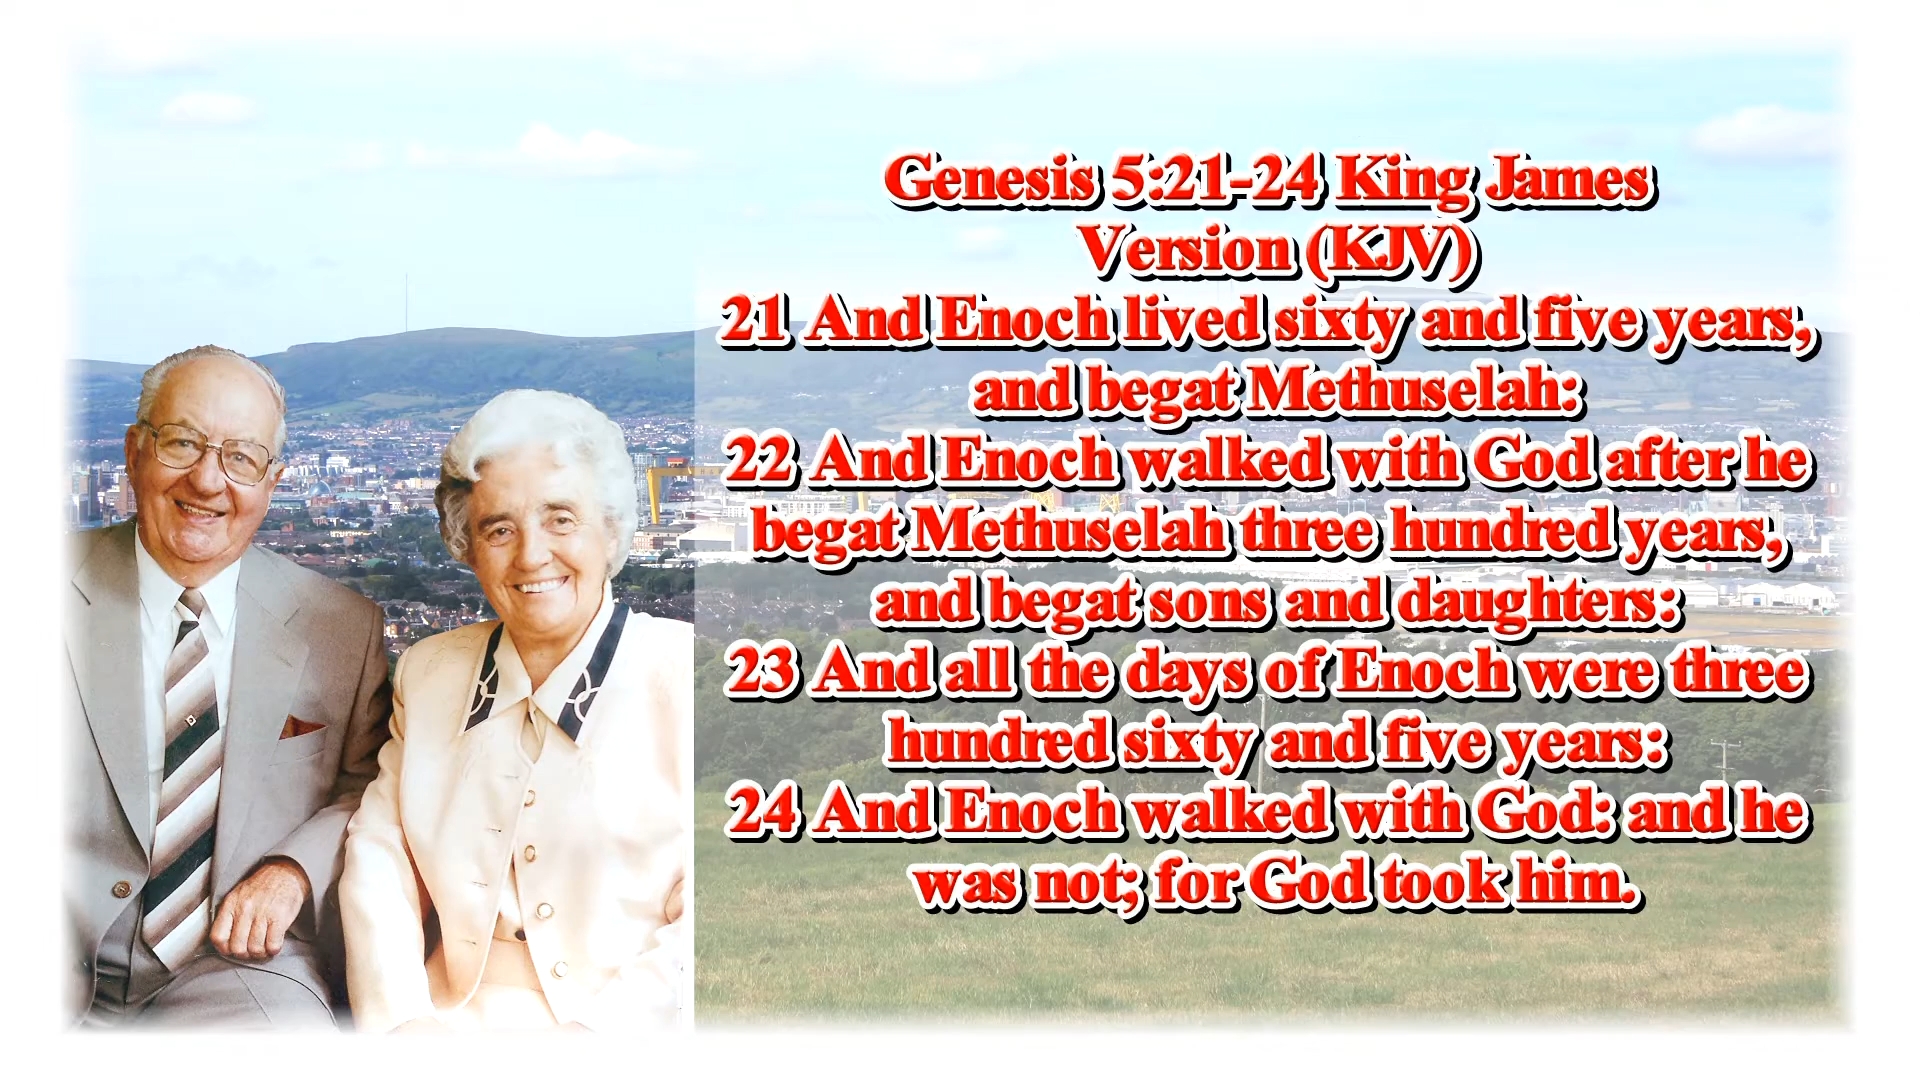 Genesis 5:21-24 King James
Version (KJV)
21 And Enoch lived sixty and five years,
and begat Methuselah:
22 And Enoch walked with God after he
begat Methuselah three hundred years,
and begat sons and daughters:
23 And all the days of Enoch were three
hundred sixty and five years:
24 And Enoch walked with God: and he
was not; for God took him.